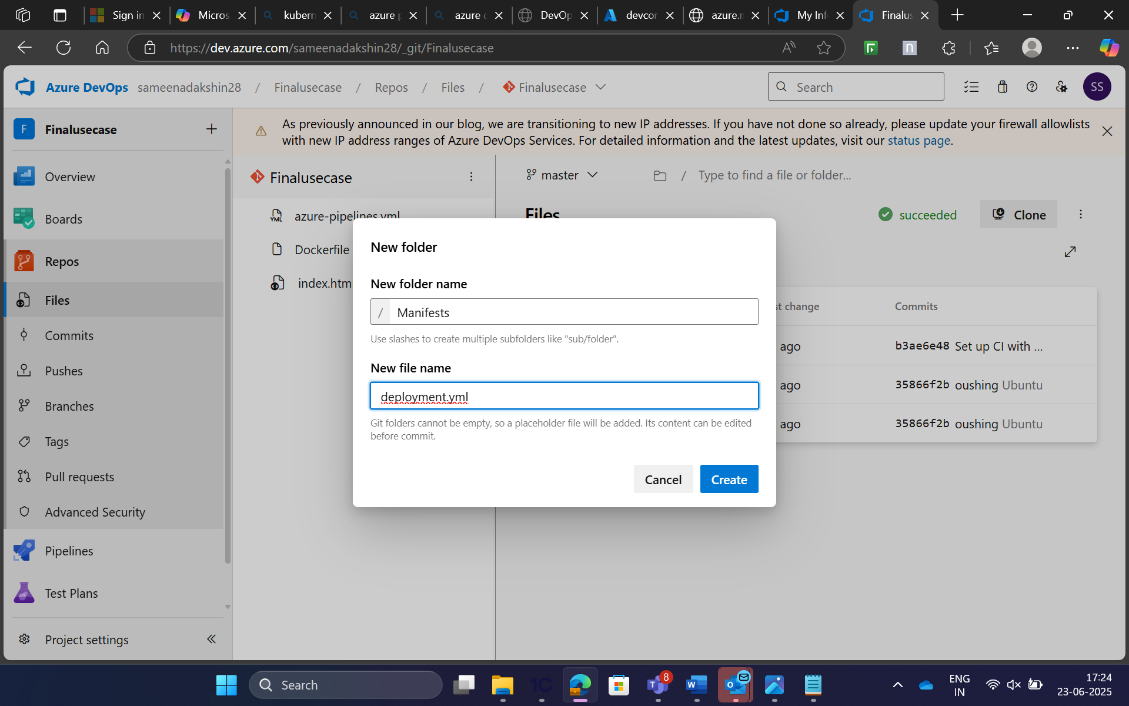 Sign in
Micros
kubern
azure p
azure c
DevOp
devcor
azure.n
My Inf
Finalus
https://dev.azure.com/sameenadakshin28/_git/Finalusecase
Azure DevOps sameenadakshin28 / Finalusecase / Repos / Files / Finalusecase
Search
SS
F Finalusecase
As previously announced in our blog, we are transitioning to new IP addresses. If you have not done so already, please update your firewall allowlists
with new IP address ranges of Azure DevOps Services. For detailed information and the latest updates, visit our status page.
Overview
Boards
Repos
Files
Commits
Pushes
Branches
Tags
Pull requests
Advanced Security
Pipelines
Test Plans
Project settings
Finalusecase
azure-pipelines.yml
Dockerfile
index.htm
master / Type to find a file or folder...
Files
succeeded
Clone
st change Commits
ago b3ae6e48 Set up CI with ...
ago 35866f2b oushing Ubuntu
ago 35866f2b oushing Ubuntu
New folder
New folder name
/ Manifests
Use slashes to create multiple subfolders like "sub/folder".
New file name
deployment.yml
Git folders cannot be empty, so a placeholder file will be added. Its content can be edited
before commit.
Cancel
Create
Search
8
ENG
IN
17:24
23-06-2025